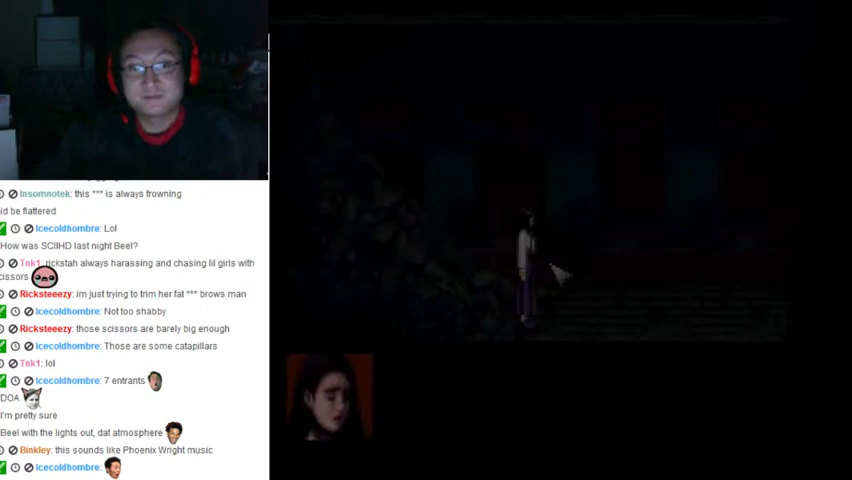 Insomnotek: this *** is always frowning
id be flattered
Icecoldhombre: Lol
How was SCIIHD last night Beel?
Tnk1: rickstah always harassing and chasing lil girls with
cissors
Ricksteeezy: im just trying to trim her fat *** brows man
Icecoldhombre: Not too shabby
Ricksteeezy: those scissors are barely big enough
Icecoldhombre: Those are some catapillars
Tnk1: lol
Icecoldhombre: 7 entrants
DOA
I'm pretty sure
Beel with the lights out, dat atmosphere
Binkley: this sounds like Phoenix Wright music
Icecoldhombre: